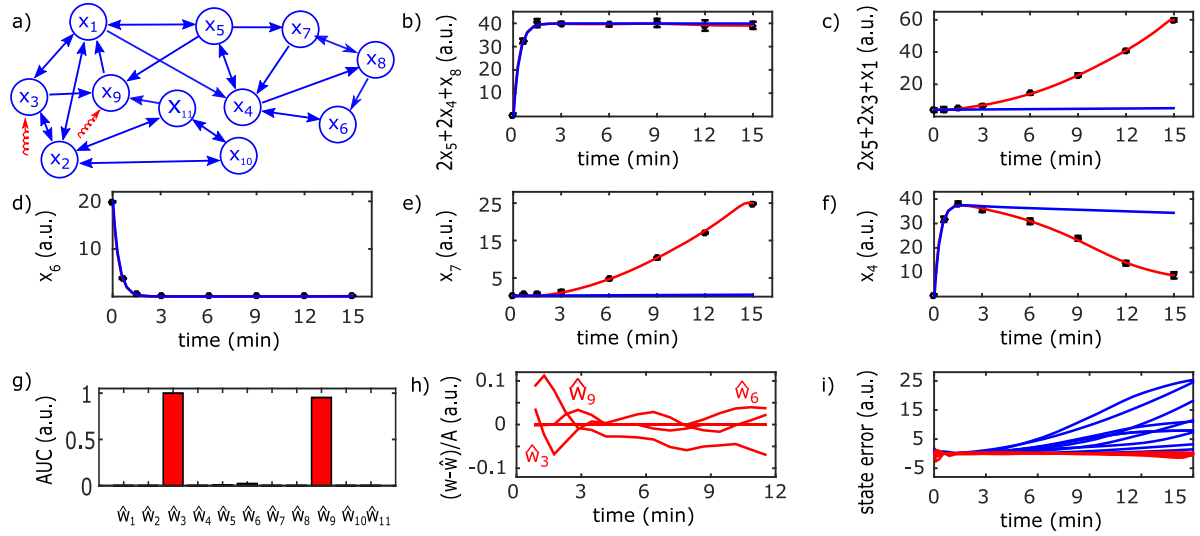 a)
x₁
x₅
x₇
x₈
x₃
x₉
x₁₁
x₄
x₆
x₂
x₁₀
b)
2x₅+2x₄+x₈ (a.u.)
40
30
20
10
0
0 3 6 9 12 15
time (min)
c)
2x₅+2x₃+x₁ (a.u.)
60
40
20
0 3 6 9 12 15
time (min)
d)
x₆ (a.u.)
20
10
0
0 3 6 9 12 15
time (min)
e)
x₇ (a.u.)
25
15
5
0 3 6 9 12 15
time (min)
f)
x₄ (a.u.)
40
30
20
10
0
0 3 6 9 12 15
time (min)
g)
AUC (a.u.)
1
0.5
0
ŵ₁ ŵ₂ ŵ₃ ŵ₄ ŵ₅ ŵ₆ ŵ₇ ŵ₈ ŵ₉ ŵ₁₀ ŵ₁₁
h)
(w-ŵ)/A (a.u.)
0.1
0
-0.1
ŵ₉
ŵ₆
ŵ₃
0 3 6 9 12
time (min)
i)
state error (a.u.)
25
15
5
-5
0 3 6 9 12 15
time (min)